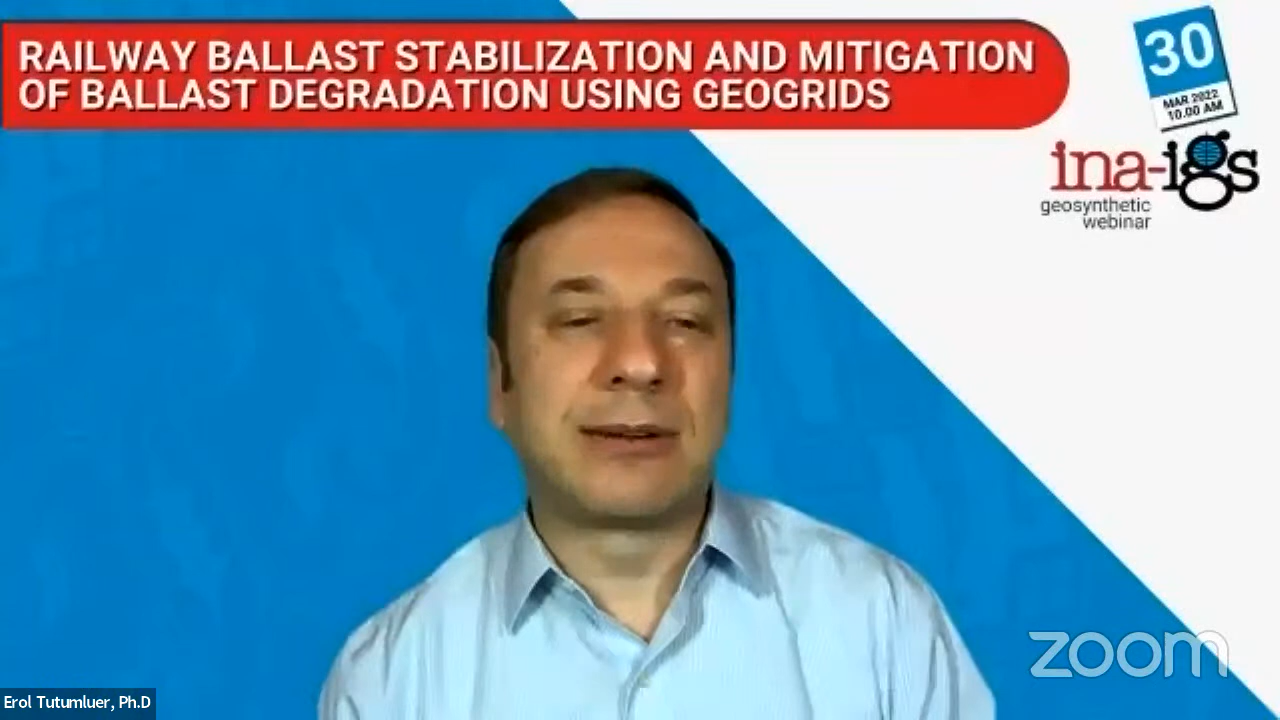 RAILWAY BALLAST STABILIZATION AND MITIGATION
OF BALLAST DEGRADATION USING GEOGRIDS
30
MAR 2022
10.00 AM
ina-igs
geosynthetic
webinar
zoom
Erol Tutumluer, Ph.D